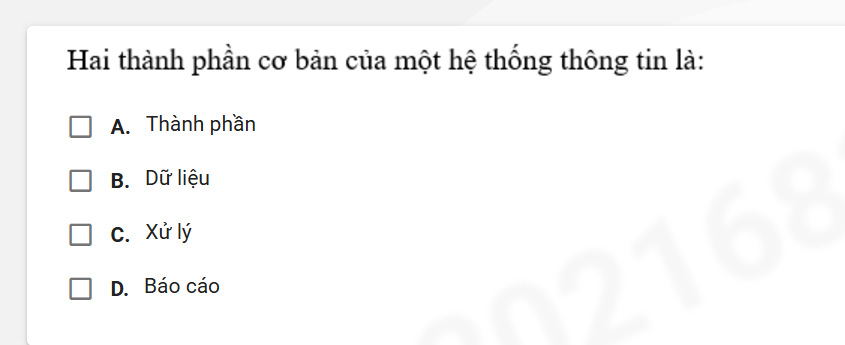 Hai thành phần cơ bản của một hệ thống thông tin là:
A. Thành phần
B. Dữ liệu
C. Xử lý
D. Báo cáo